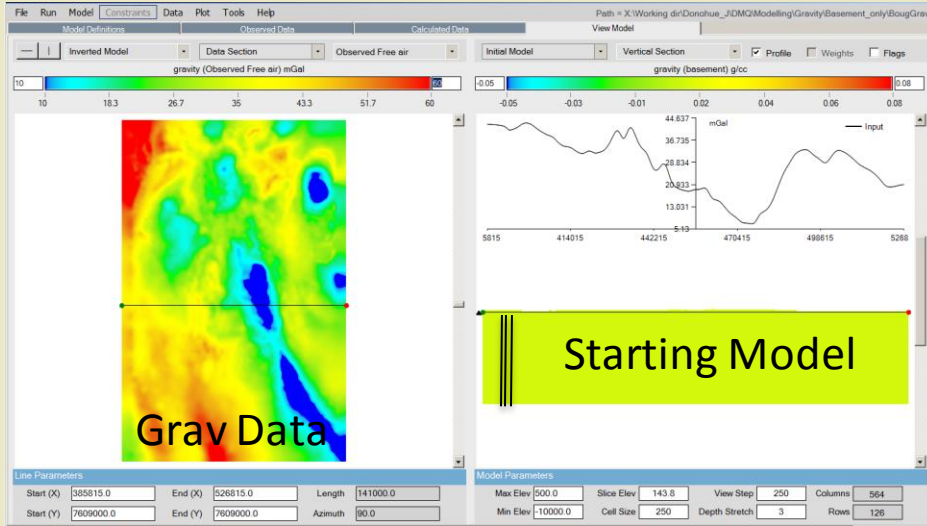 File Run Model Constraints Data Plot Tools Help
Path = X:\Working dir\Donohue_J\DMQ\Modelling\Gravity\Basement_only\BougGrav
Model Definitions Observed Data Calculated Data View Model
Inverted Model Data Section Observed Free air
Initial Model Vertical Section Profile Weights Flags
gravity (Observed Free air) mGal
10 60
10 18.3 26.7 35 43.3 51.7 60
gravity (basement) g/cc
-0.05 0.08
-0.05 -0.03 -0.01 0.02 0.04 0.06 0.08
44.637 mGal Input
36.735
28.834
20.933
13.031
5.13
5815 414015 442215 470415 498615 5268
Starting Model
Grav Data
Line Parameters
Start (X) 385815.0 End (X) 526815.0 Length 141000.0
Start (Y) 7609000.0 End (Y) 7609000.0 Azimuth 90.0
Model Parameters
Max Elev 500.0 Slice Elev 143.8 View Step 250 Columns 564
Min Elev -10000.0 Cell Size 250 Depth Stretch 3 Rows 126